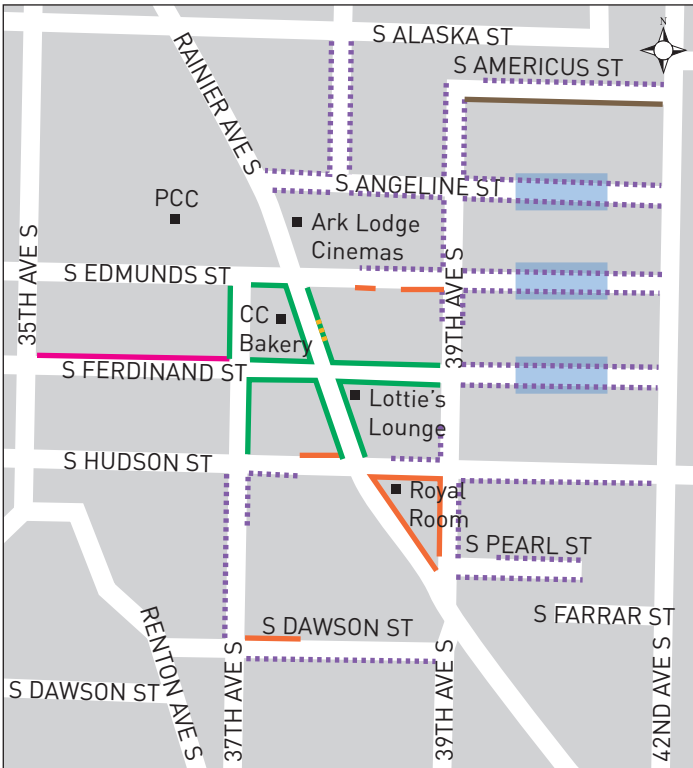 S ALASKA ST
N
S AMERICUS ST
RAINIER AVE S
S ANGELINE ST
PCC
Ark Lodge
Cinemas
35TH AVE S
S EDMUNDS ST
39TH AVE S
CC
Bakery
S FERDINAND ST
Lottie's
Lounge
S HUDSON ST
Royal
Room
S PEARL ST
RENTON AVE S
S DAWSON ST
S FARRAR ST
S DAWSON ST
37TH AVE S
39TH AVE S
42ND AVE S